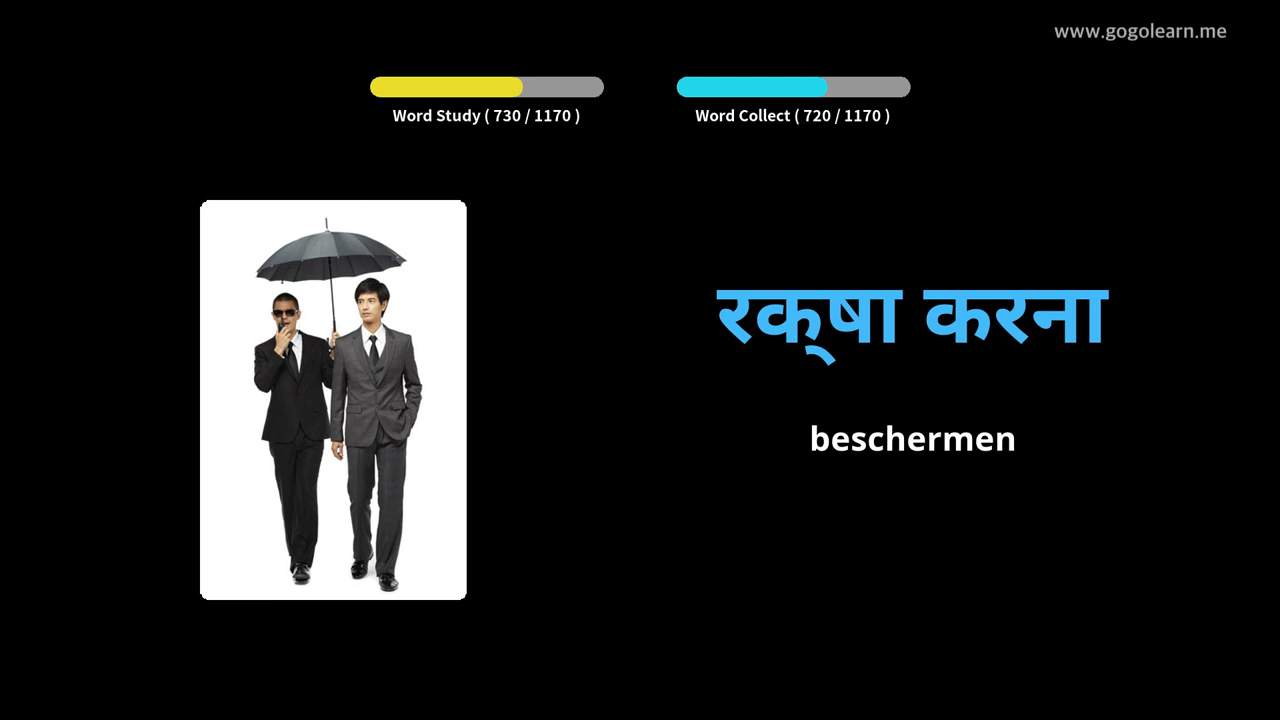 www.gogolearn.me
Word Study ( 730 / 1170 )
Word Collect ( 720 / 1170 )
रक्षा करना
beschermen